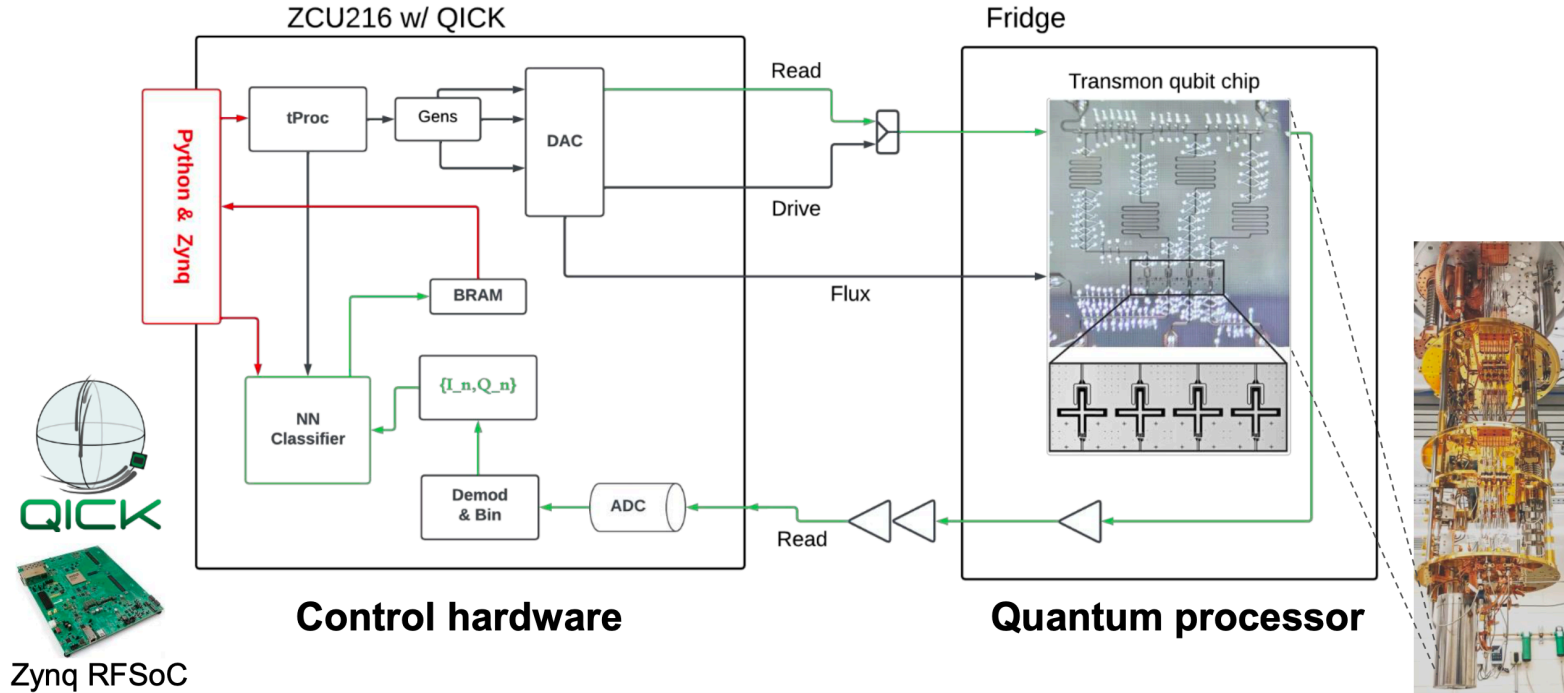 ZCU216 w/ QICK
Fridge
Python & Zynq
tProc
Gens
DAC
Read
Drive
Flux
Transmon qubit chip
BRAM
{I_n,Q_n}
NN
Classifier
Demod
& Bin
ADC
Read
QICK
Zynq RFSoC
Control hardware
Quantum processor